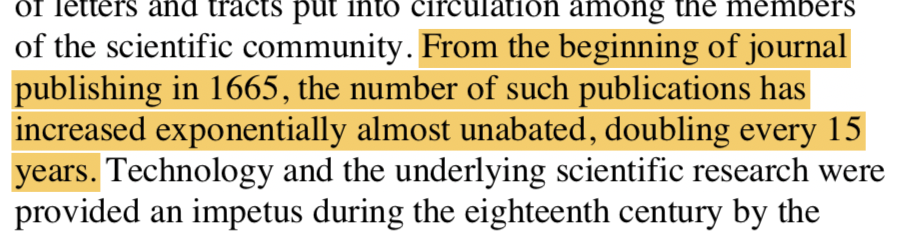 of letters and tracts put into circulation among the members
of the scientific community. From the beginning of journal
publishing in 1665, the number of such publications has
increased exponentially almost unabated, doubling every 15
years. Technology and the underlying scientific research were
provided an impetus during the eighteenth century by the